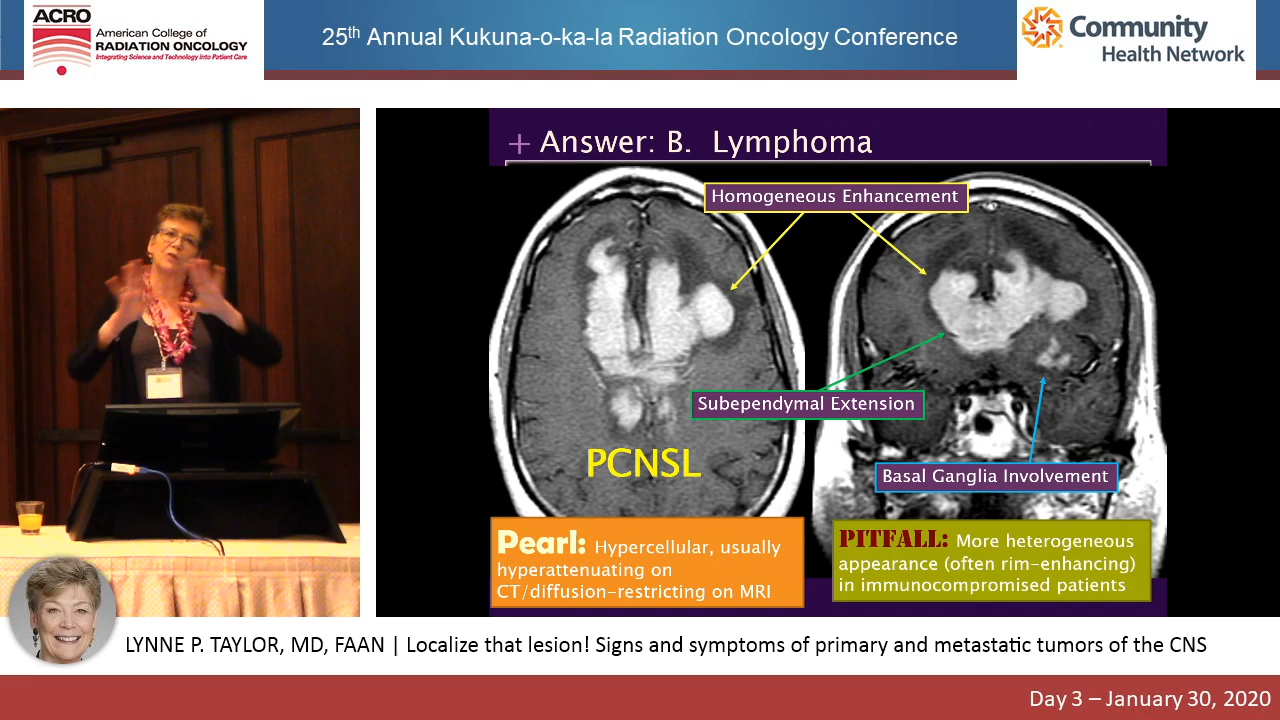 ACRO
American College of
RADIATION ONCOLOGY
Integrating Science and Technology Into Patient Care
25th Annual Kukuna-o-ka-la Radiation Oncology Conference
Community
Health Network
+ Answer: B. Lymphoma
Homogeneous Enhancement
Subependymal Extension
Basal Ganglia Involvement
PCNSL
Pearl: Hypercellular, usually
hyperattenuating on
CT/diffusion-restricting on MRI
PITFALL: More heterogeneous
appearance (often rim-enhancing)
in immunocompromised patients
LYNNE P. TAYLOR, MD, FAAN | Localize that lesion! Signs and symptoms of primary and metastatic tumors of the CNS
Day 3 – January 30, 2020